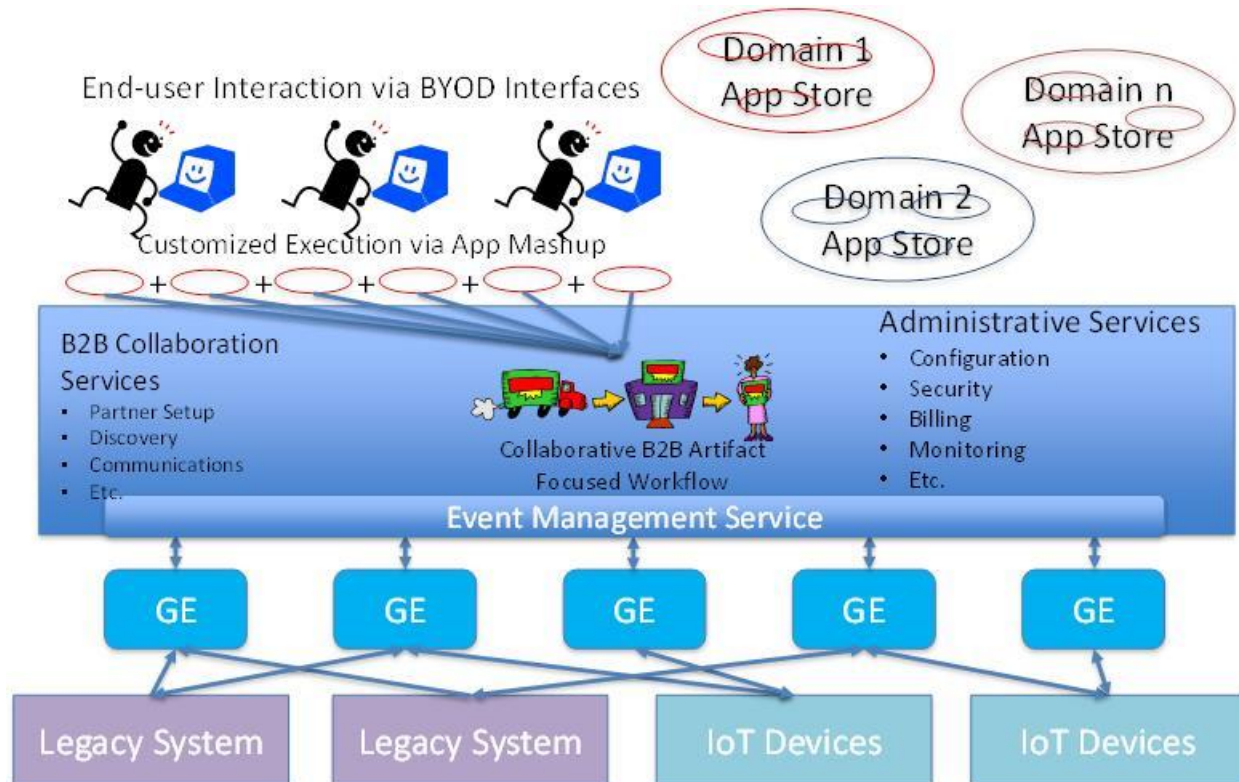 Domain 1
App Store
Domain n
App Store
Domain 2
App Store
End-user Interaction via BYOD Interfaces
Customized Execution via App Mashup
+ + + + +
B2B Collaboration
Services
▪ Partner Setup
▪ Discovery
▪ Communications
▪ Etc.
Collaborative B2B Artifact
Focused Workflow
Administrative Services
• Configuration
• Security
• Billing
• Monitoring
• Etc.
Event Management Service
GE
GE
GE
GE
GE
Legacy System
Legacy System
IoT Devices
IoT Devices